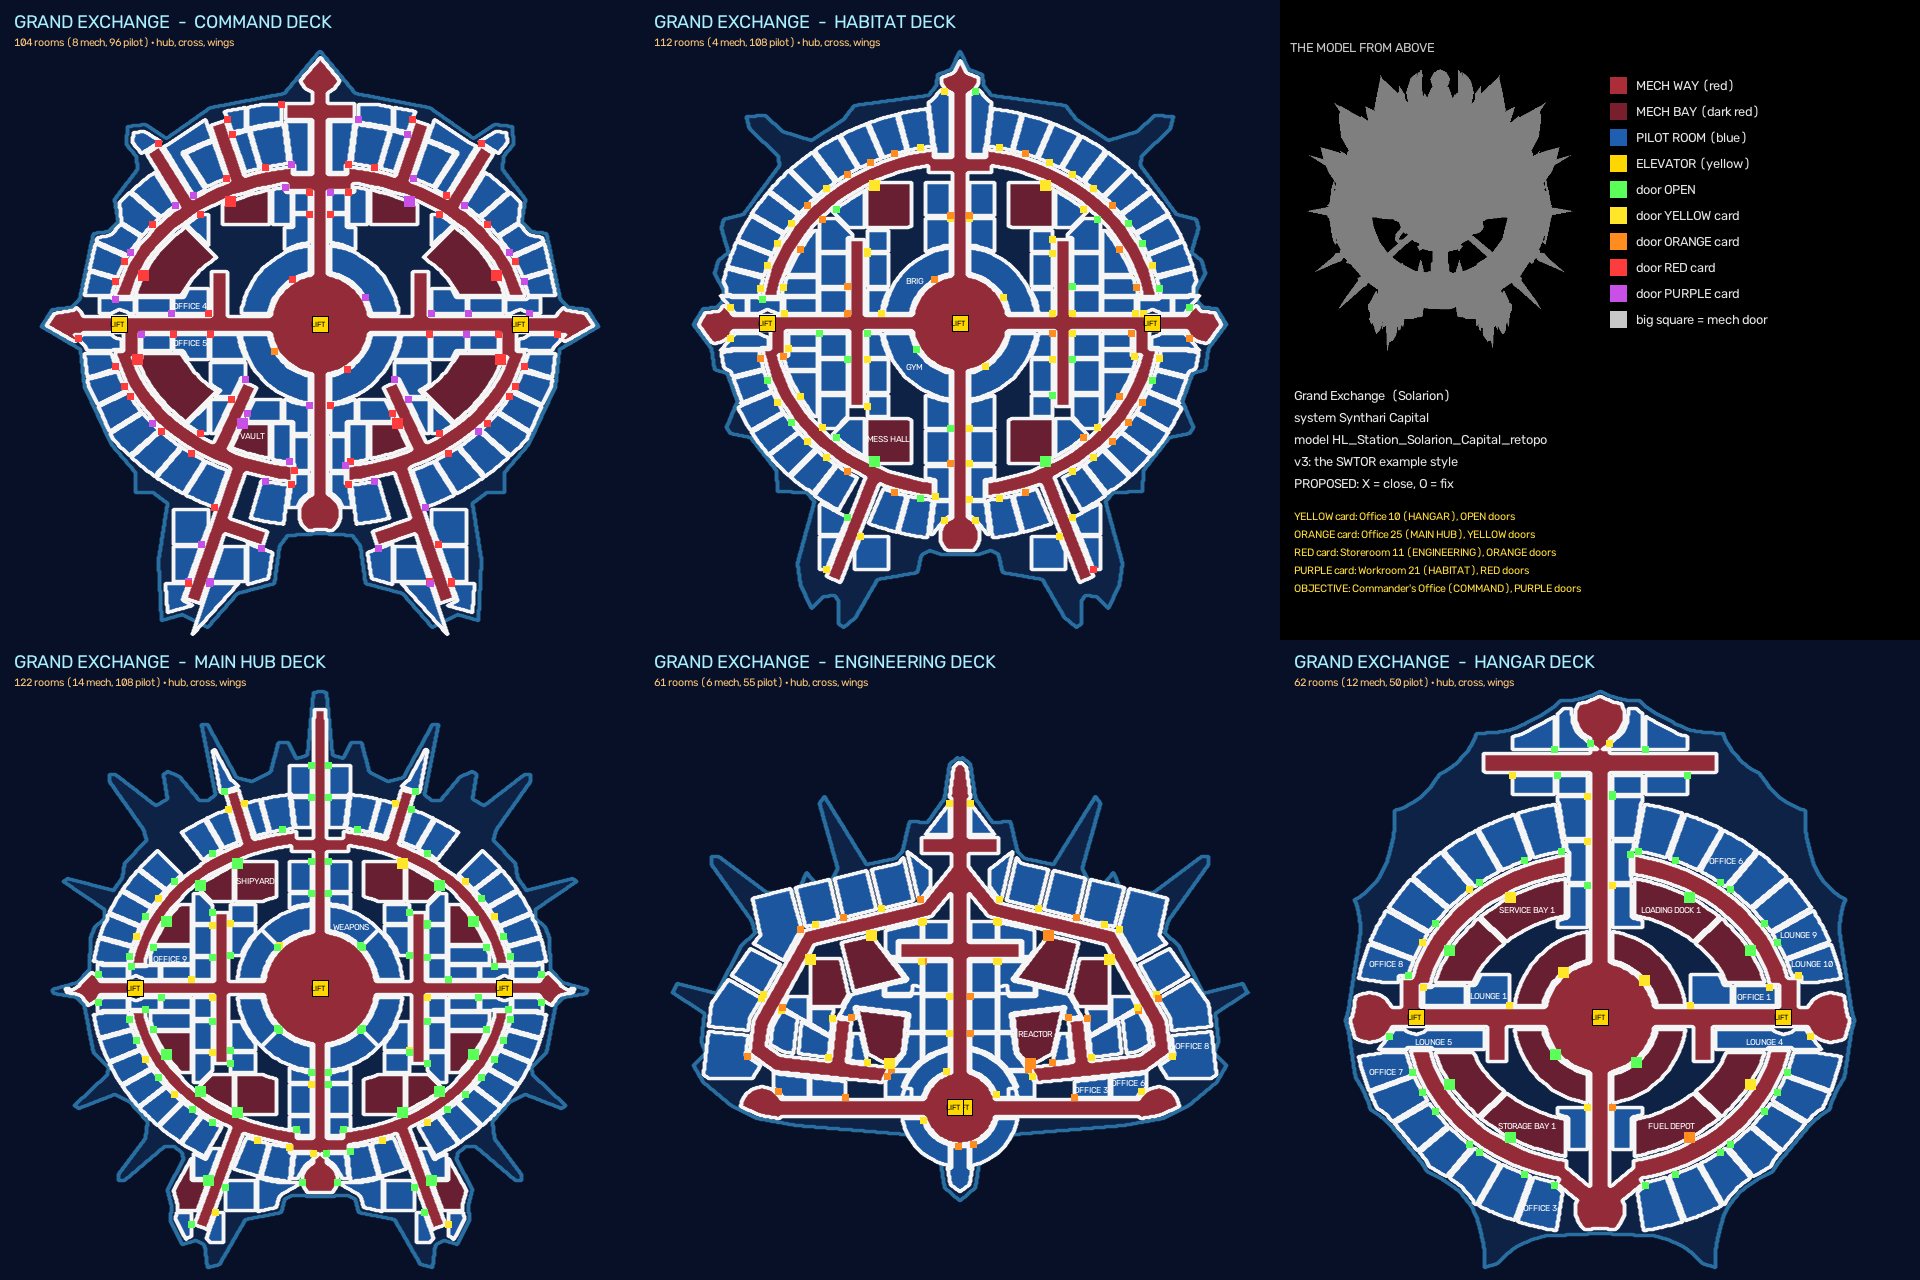 GRAND EXCHANGE - COMMAND DECK
104 rooms (8 mech, 96 pilot) • hub, cross, wings
OFFICE 4
LIFT
LIFT
LIFT
OFFICE 5
VAULT
GRAND EXCHANGE - HABITAT DECK
112 rooms (4 mech, 108 pilot) • hub, cross, wings
BRIG
LIFT
LIFT
LIFT
GYM
MESS HALL
THE MODEL FROM ABOVE
MECH WAY (red)
MECH BAY (dark red)
PILOT ROOM (blue)
ELEVATOR (yellow)
door OPEN
door YELLOW card
door ORANGE card
door RED card
door PURPLE card
big square = mech door
Grand Exchange (Solarion)
system Synthari Capital
model HL_Station_Solarion_Capital_retopo
v3: the SWTOR example style
PROPOSED: X = close, O = fix
YELLOW card: Office 10 (HANGAR), OPEN doors
ORANGE card: Office 25 (MAIN HUB), YELLOW doors
RED card: Storeroom 11 (ENGINEERING), ORANGE doors
PURPLE card: Workroom 21 (HABITAT), RED doors
OBJECTIVE: Commander's Office (COMMAND), PURPLE doors
GRAND EXCHANGE - MAIN HUB DECK
122 rooms (14 mech, 108 pilot) • hub, cross, wings
SHIPYARD
WEAPONS
OFFICE 9
LIFT
LIFT
LIFT
GRAND EXCHANGE - ENGINEERING DECK
61 rooms (6 mech, 55 pilot) • hub, cross, wings
REACTOR
OFFICE 8
OFFICE 6
OFFICE 3
LIFT
GRAND EXCHANGE - HANGAR DECK
62 rooms (12 mech, 50 pilot) • hub, cross, wings
OFFICE 6
SERVICE BAY 1
LOADING DOCK 1
LOUNGE 9
OFFICE 8
LOUNGE 10
LOUNGE 1
OFFICE 1
LIFT
LIFT
LIFT
LOUNGE 5
LOUNGE 4
OFFICE 7
STORAGE BAY 1
FUEL DEPOT
OFFICE 3